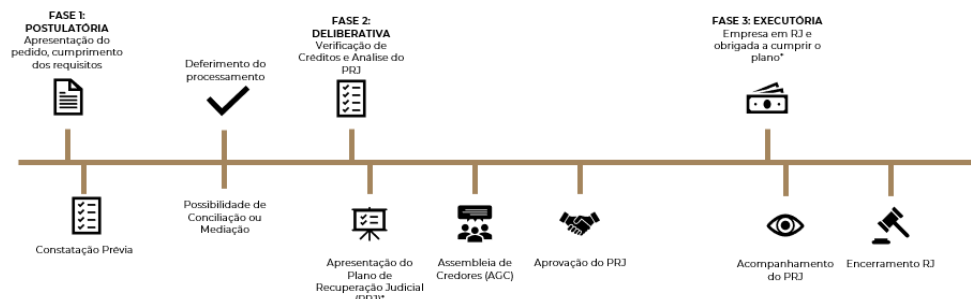 FASE 1:
POSTULATÓRIA
Apresentação do
pedido, cumprimento
dos requisitos
Deferimento do
processamento
FASE 2:
DELIBERATIVA
Verificação de
Créditos e Análise do
PRJ
FASE 3: EXECUTÓRIA
Empresa em RJ e
obrigada a cumprir o
plano*
Constatação Prévia
Possibilidade de
Conciliação ou
Mediação
Apresentação do
Plano de
Recuperação Judicial
(PRJ)*
Assembleia de
Credores (AGC)
Aprovação do PRJ
Acompanhamento
do PRJ
Encerramento RJ